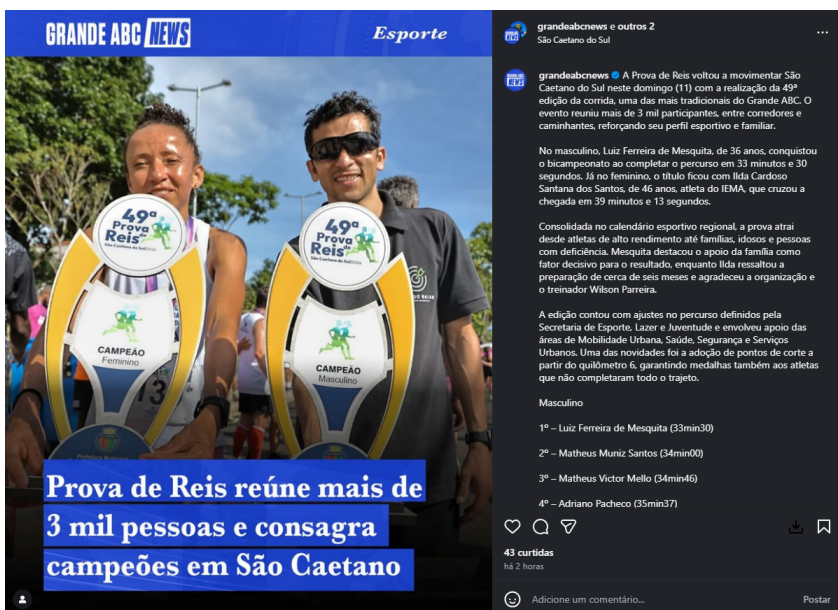 GRANDE ABC NEWS
Esporte
49ª
Prova
de
Reis
São Caetano do Sul
CAMPEÃO
Feminino
13
Prefeitura Municipal
49ª
Prova
de
Reis
São Caetano do Sul
CAMPEÃO
Masculino
Prova de Reis reúne mais de
3 mil pessoas e consagra
campeões em São Caetano
grandeabcnews e outros 2
São Caetano do Sul
grandeabcnews A Prova de Reis voltou a movimentar São
Caetano do Sul neste domingo (11) com a realização da 49ª
edição da corrida, uma das mais tradicionais do Grande ABC. O
evento reuniu mais de 3 mil participantes, entre corredores e
caminhantes, reforçando seu perfil esportivo e familiar.
No masculino, Luiz Ferreira de Mesquita, de 36 anos, conquistou
o bicampeonato ao completar o percurso em 33 minutos e 30
segundos. Já no feminino, o título ficou com Ilda Cardoso
Santana dos Santos, de 46 anos, atleta do IEMA, que cruzou a
chegada em 39 minutos e 13 segundos.
Consolidada no calendário esportivo regional, a prova atrai
desde atletas de alto rendimento até famílias, idosos e pessoas
com deficiência. Mesquita destacou o apoio da família como
fator decisivo para o resultado, enquanto Ilda ressaltou a
preparação de cerca de seis meses e agradeceu a organização e
o treinador Wilson Parreira.
A edição contou com ajustes no percurso definidos pela
Secretaria de Esporte, Lazer e Juventude e envolveu apoio das
áreas de Mobilidade Urbana, Saúde, Segurança e Serviços
Urbanos. Uma das novidades foi a adoção de pontos de corte a
partir do quilômetro 6, garantindo medalhas também aos atletas
que não completaram todo o trajeto.
Masculino
1º – Luiz Ferreira de Mesquita (33min30)
2º – Matheus Muniz Santos (34min00)
3º – Matheus Victor Mello (34min46)
4º – Adriano Pacheco (35min37)
43 curtidas
há 2 horas
Adicione um comentário...
Postar